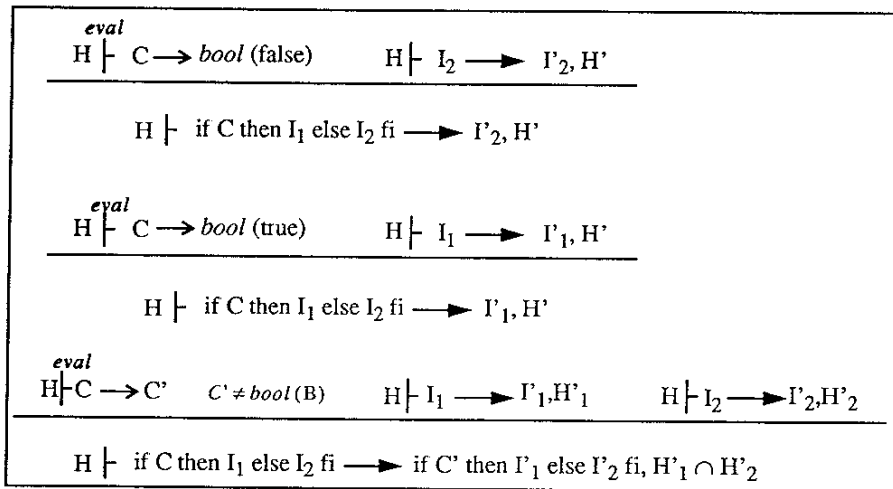 eval
H ⊢ C → bool (false) H ⊢ I₂ → I'₂, H'
H ⊢ if C then I₁ else I₂ fi → I'₂, H'
eval
H ⊢ C → bool (true) H ⊢ I₁ → I'₁, H'
H ⊢ if C then I₁ else I₂ fi → I'₁, H'
eval
H ⊢ C → C' C' ≠ bool (B) H ⊢ I₁ → I'₁,H'₁ H ⊢ I₂ → I'₂,H'₂
H ⊢ if C then I₁ else I₂ fi → if C' then I'₁ else I'₂ fi, H'₁ ∩ H'₂